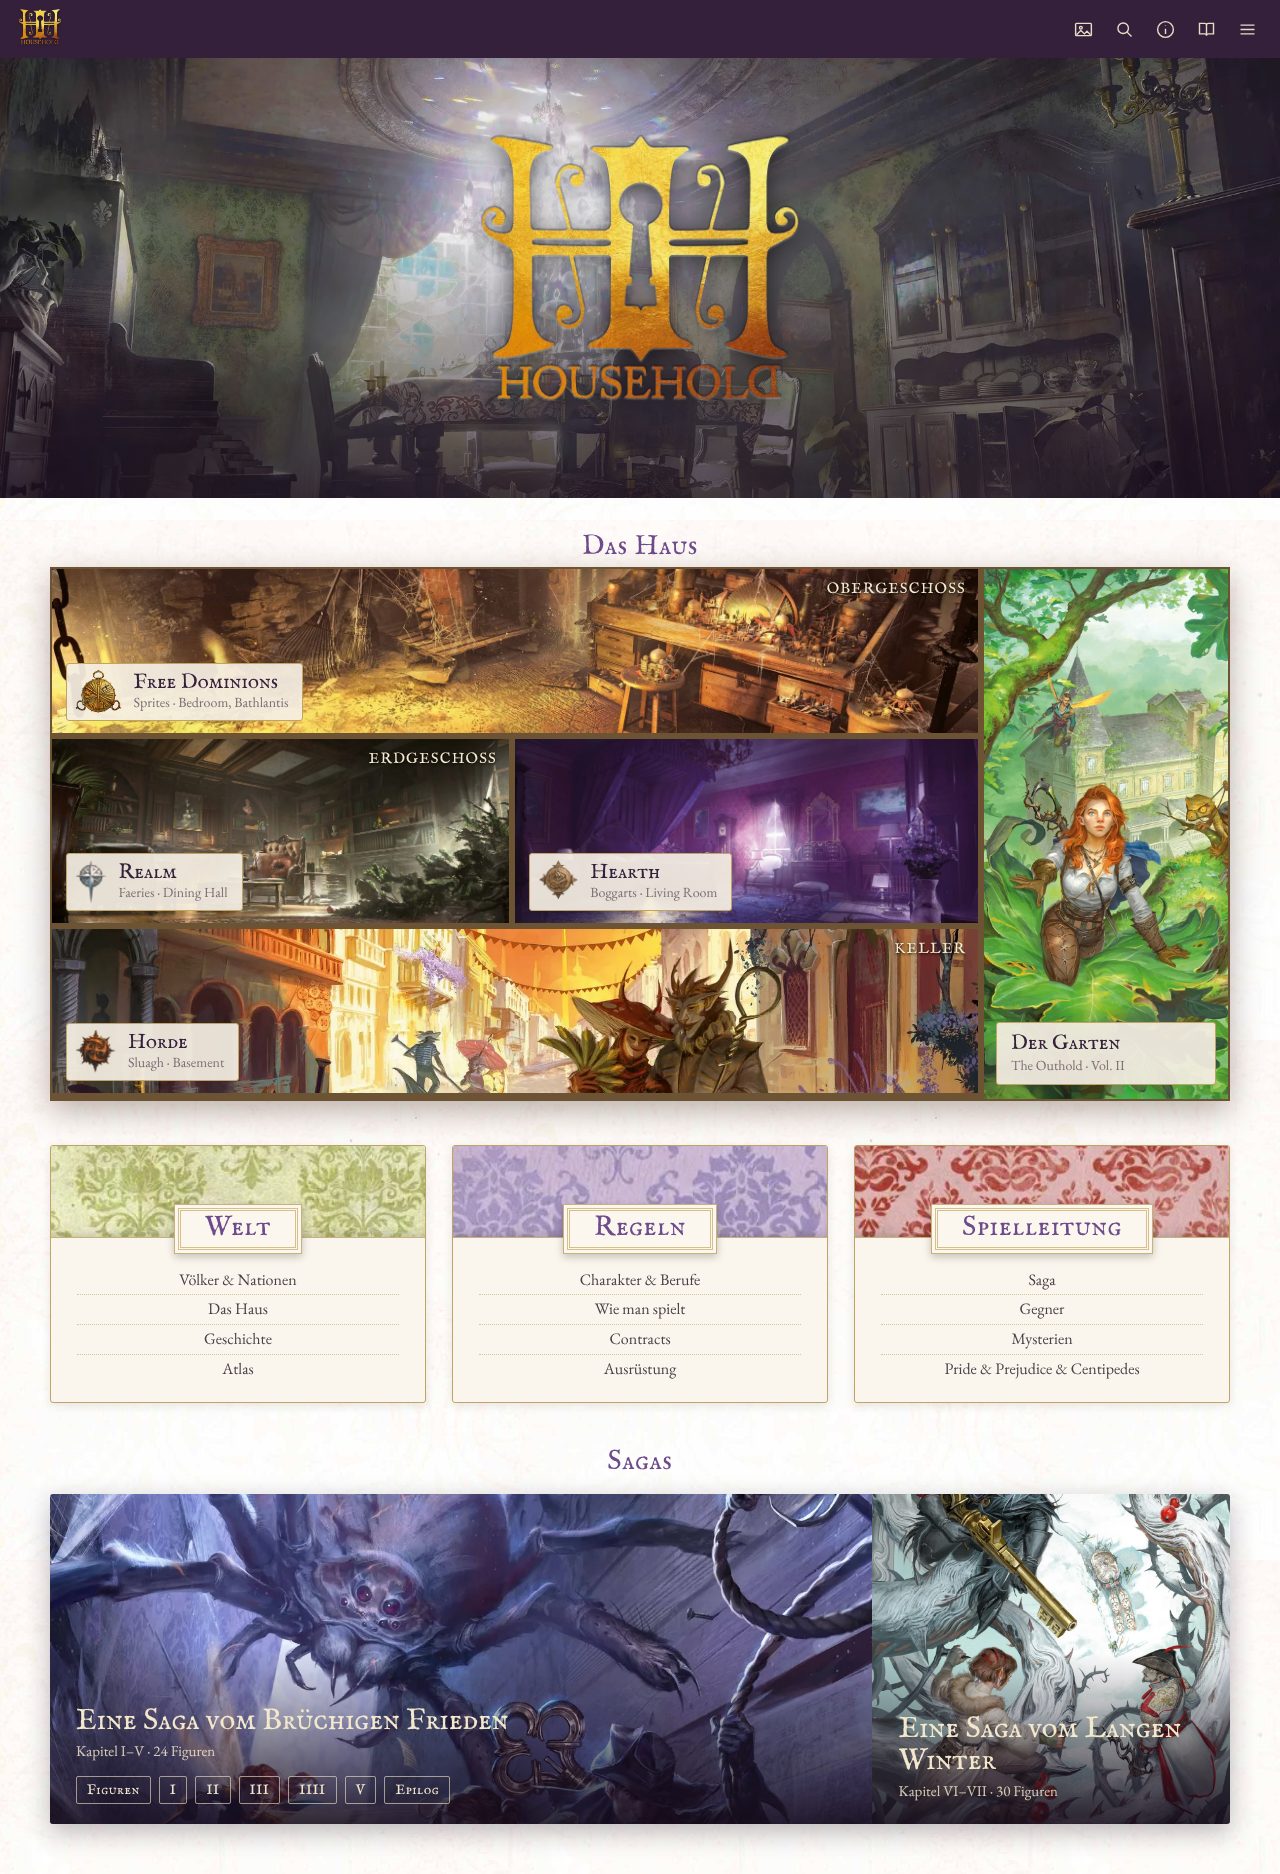 HOUSEHOLD
HOUSEHOLD
Das Haus
OBERGESCHOSS
Free Dominions
Sprites · Bedroom, Bathlantis
ERDGESCHOSS
Realm
Faeries · Dining Hall
Hearth
Boggarts · Living Room
KELLER
Horde
Sluagh · Basement
Der Garten
The Outhold · Vol. II
Welt
Völker & Nationen
Das Haus
Geschichte
Atlas
Regeln
Charakter & Berufe
Wie man spielt
Contracts
Ausrüstung
Spielleitung
Saga
Gegner
Mysterien
Pride & Prejudice & Centipedes
Sagas
Eine Saga vom Brüchigen Frieden
Kapitel I–V · 24 Figuren
Figuren I II III IIII V Epilog
Eine Saga vom Langen
Winter
Kapitel VI–VII · 30 Figuren